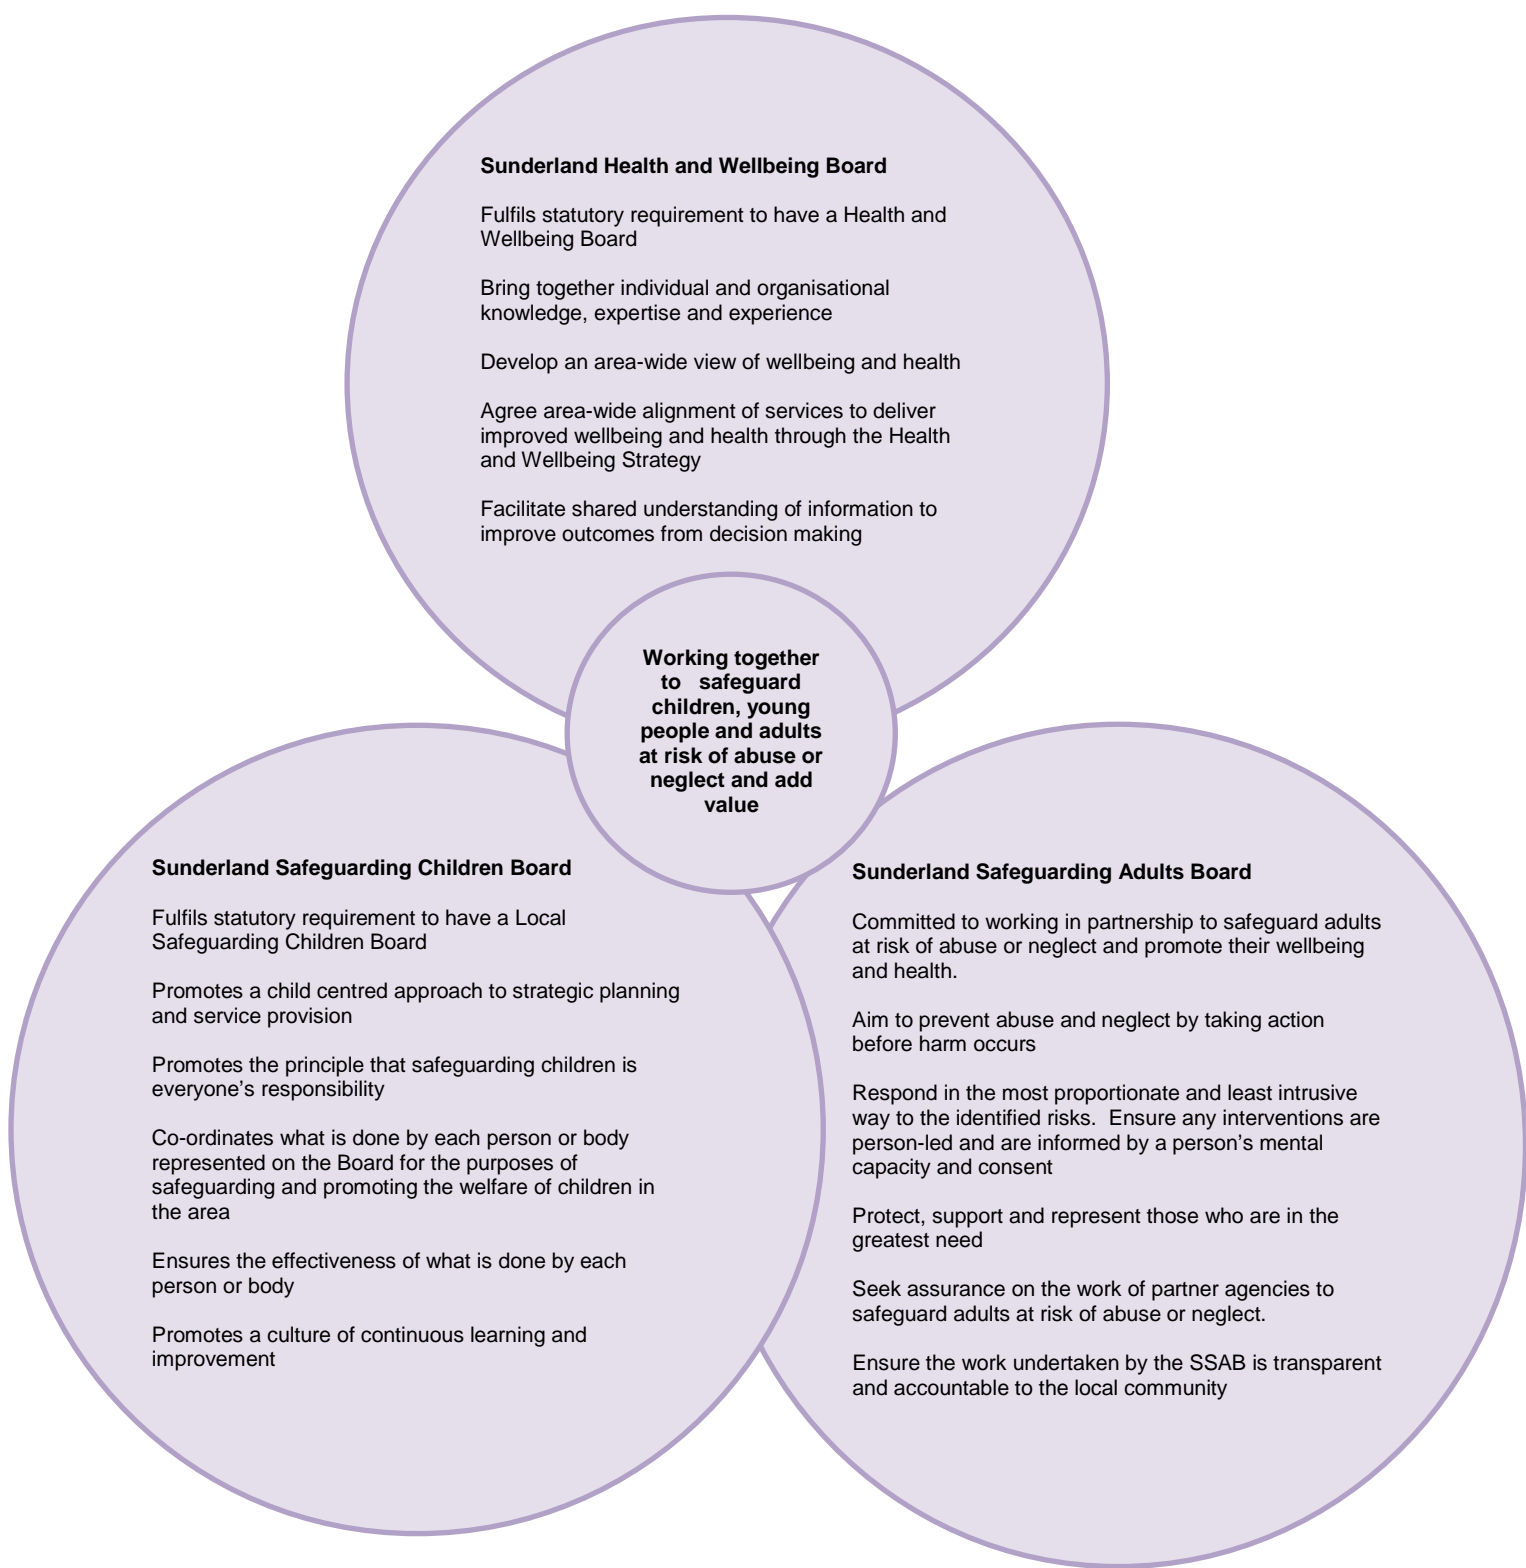 Sunderland Health and Wellbeing Board
Fulfils statutory requirement to have a Health and
Wellbeing Board
Bring together individual and organisational
knowledge, expertise and experience
Develop an area-wide view of wellbeing and health
Agree area-wide alignment of services to deliver
improved wellbeing and health through the Health
and Wellbeing Strategy
Facilitate shared understanding of information to
improve outcomes from decision making
Working together
to safeguard
children, young
people and adults
at risk of abuse or
neglect and add
value
Sunderland Safeguarding Children Board
Fulfils statutory requirement to have a Local
Safeguarding Children Board
Promotes a child centred approach to strategic planning
and service provision
Promotes the principle that safeguarding children is
everyone’s responsibility
Co-ordinates what is done by each person or body
represented on the Board for the purposes of
safeguarding and promoting the welfare of children in
the area
Ensures the effectiveness of what is done by each
person or body
Promotes a culture of continuous learning and
improvement
Sunderland Safeguarding Adults Board
Committed to working in partnership to safeguard adults
at risk of abuse or neglect and promote their wellbeing
and health.
Aim to prevent abuse and neglect by taking action
before harm occurs
Respond in the most proportionate and least intrusive
way to the identified risks.  Ensure any interventions are
person-led and are informed by a person’s mental
capacity and consent
Protect, support and represent those who are in the
greatest need
Seek assurance on the work of partner agencies to
safeguard adults at risk of abuse or neglect.
Ensure the work undertaken by the SSAB is transparent
and accountable to the local community